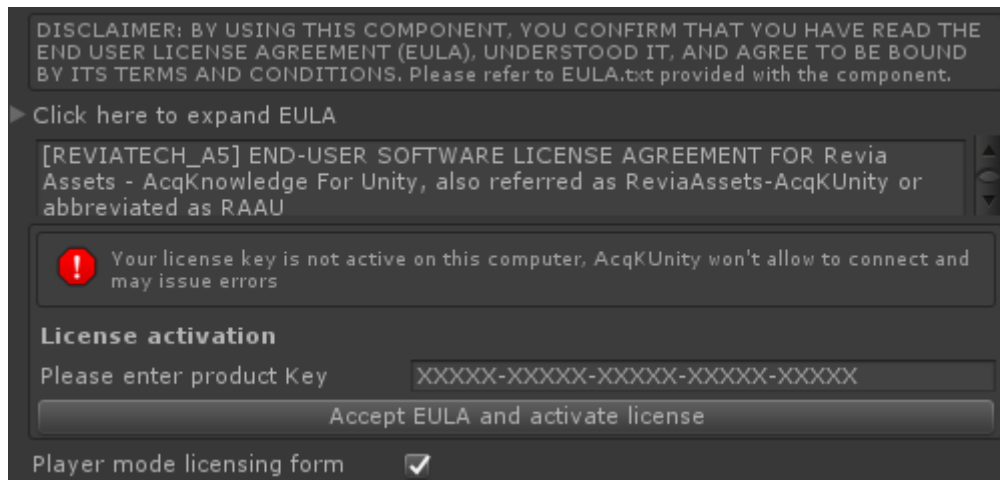 DISCLAIMER: BY USING THIS COMPONENT, YOU CONFIRM THAT YOU HAVE READ THE
END USER LICENSE AGREEMENT (EULA), UNDERSTOOD IT, AND AGREE TO BE BOUND
BY ITS TERMS AND CONDITIONS. Please refer to EULA.txt provided with the component.
Click here to expand EULA
[REVIATECH_A5] END-USER SOFTWARE LICENSE AGREEMENT FOR Revia
Assets - AcqKnowledge For Unity, also referred as ReviaAssets-AcqKUnity or
abbreviated as RAAU
Your license key is not active on this computer, AcqKUnity won't allow to connect and
may issue errors
License activation
Please enter product Key XXXXX-XXXXX-XXXXX-XXXXX-XXXXX
Accept EULA and activate license
Player mode licensing form